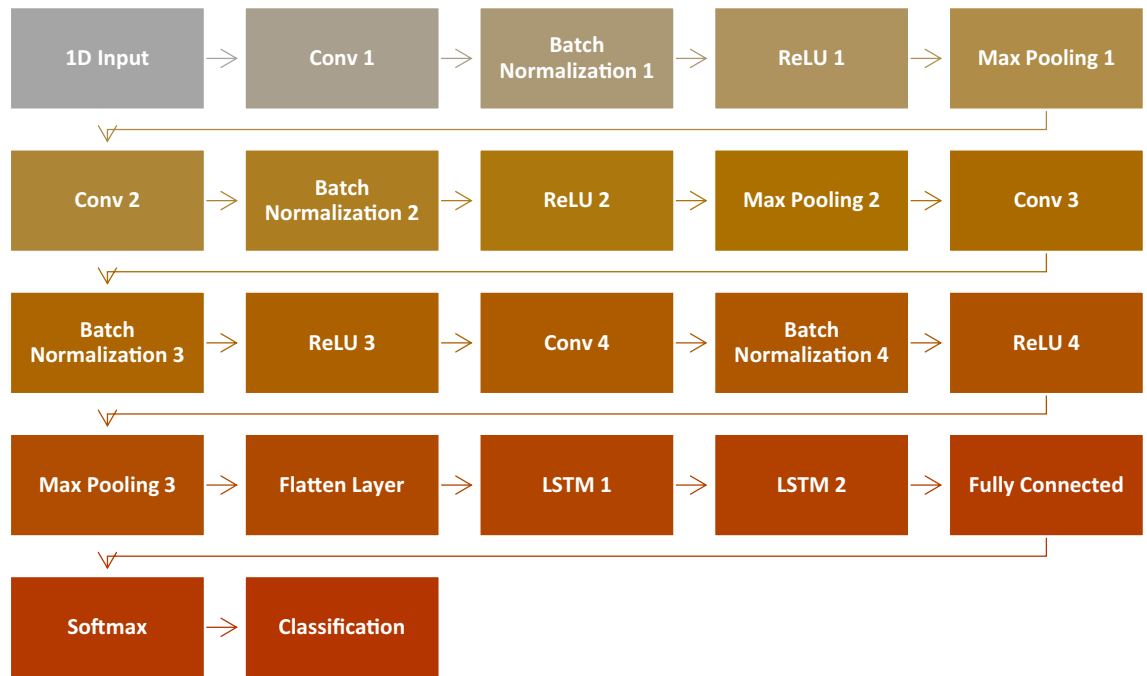 1D Input
Conv 1
Batch
Normalization 1
ReLU 1
Max Pooling 1
Conv 2
Batch
Normalization 2
ReLU 2
Max Pooling 2
Conv 3
Batch
Normalization 3
ReLU 3
Conv 4
Batch
Normalization 4
ReLU 4
Max Pooling 3
Flatten Layer
LSTM 1
LSTM 2
Fully Connected
Softmax
Classification